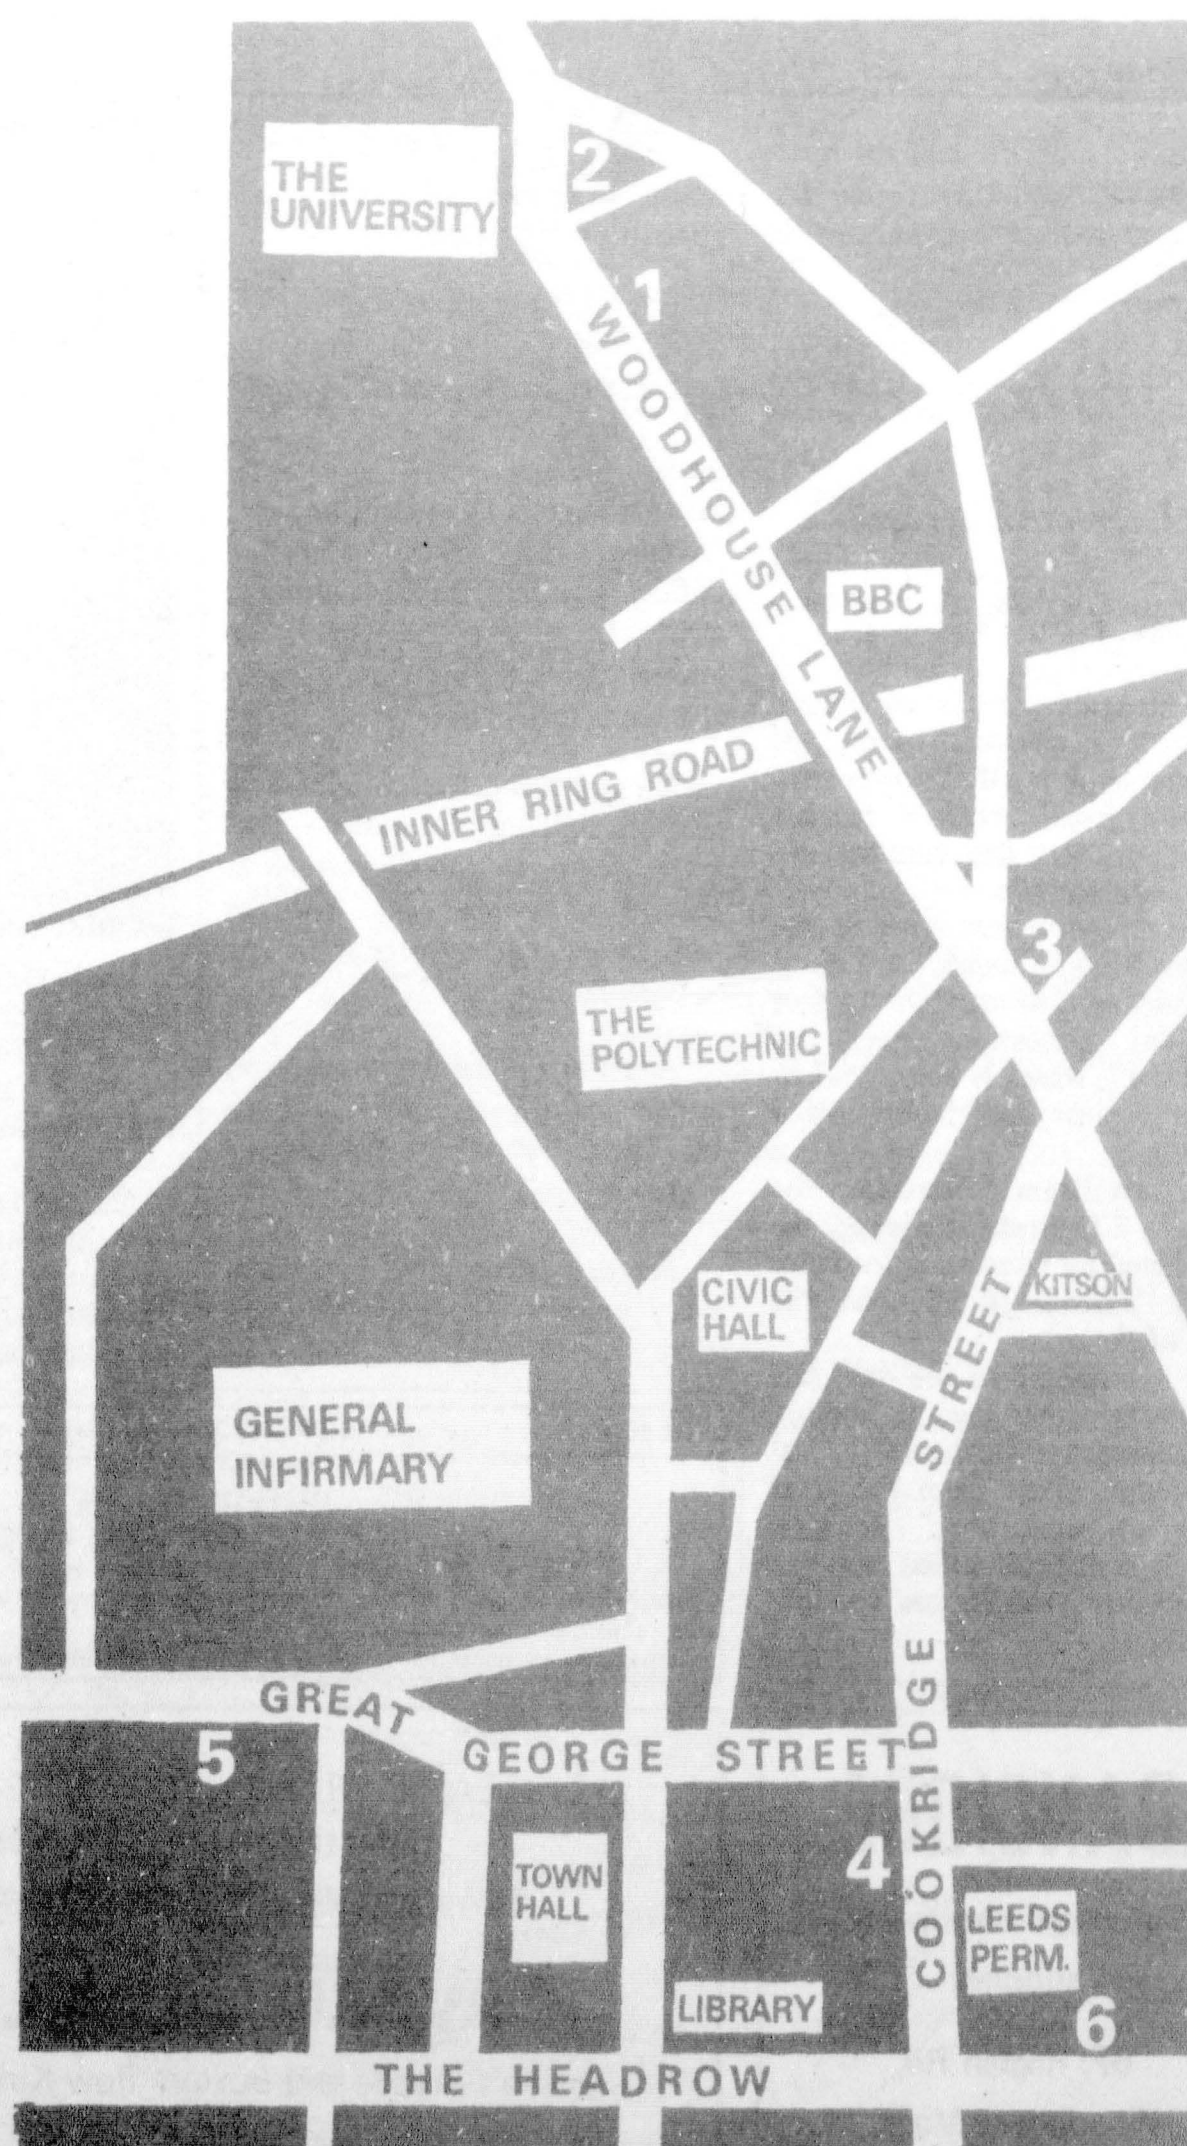 2
THE
UNIVERSITY
1
WOODHOUSE LANE
BBC
INNER RING ROAD
3
THE
POLYTECHNIC
CIVIC
HALL
KITSON
GENERAL
INFIRMARY
COOKRIDGE STREET
GREAT GEORGE STREET
5
4
TOWN
HALL
LEEDS
PERM.
LIBRARY
6
THE HEADROW